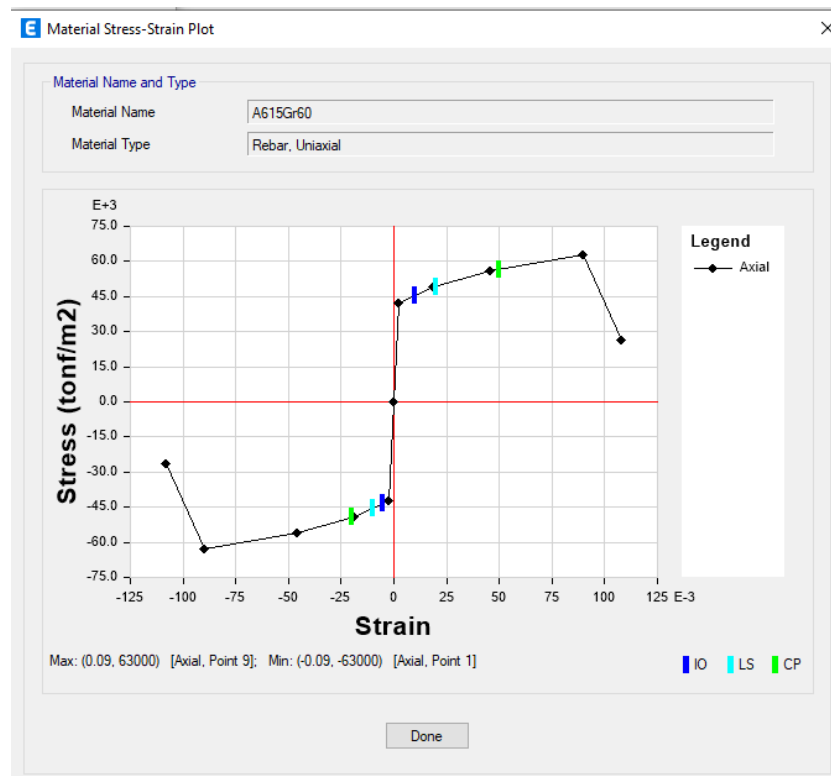 E Material Stress-Strain Plot
Material Name and Type
Material Name A615Gr60
Material Type Rebar, Uniaxial
E+3
75.0
60.0
45.0
30.0
15.0
0.0
-15.0
-30.0
-45.0
-60.0
-75.0
Stress (tonf/m2)
-125 -100 -75 -50 -25 0 25 50 75 100 125 E-3
Strain
Legend
Axial
Max: (0.09, 63000) [Axial, Point 9]; Min: (-0.09, -63000) [Axial, Point 1]
IO LS CP
Done